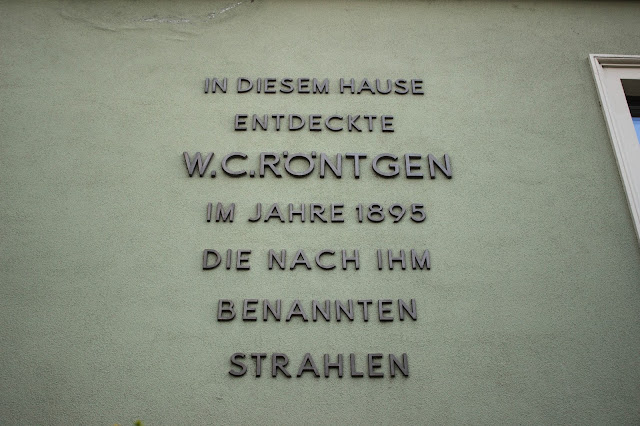 IN DIESEM HAUSE
ENTDECKTE
W.C.RÖNTGEN
IM JAHRE 1895
DIE NACH IHM
BENANNTEN
STRAHLEN